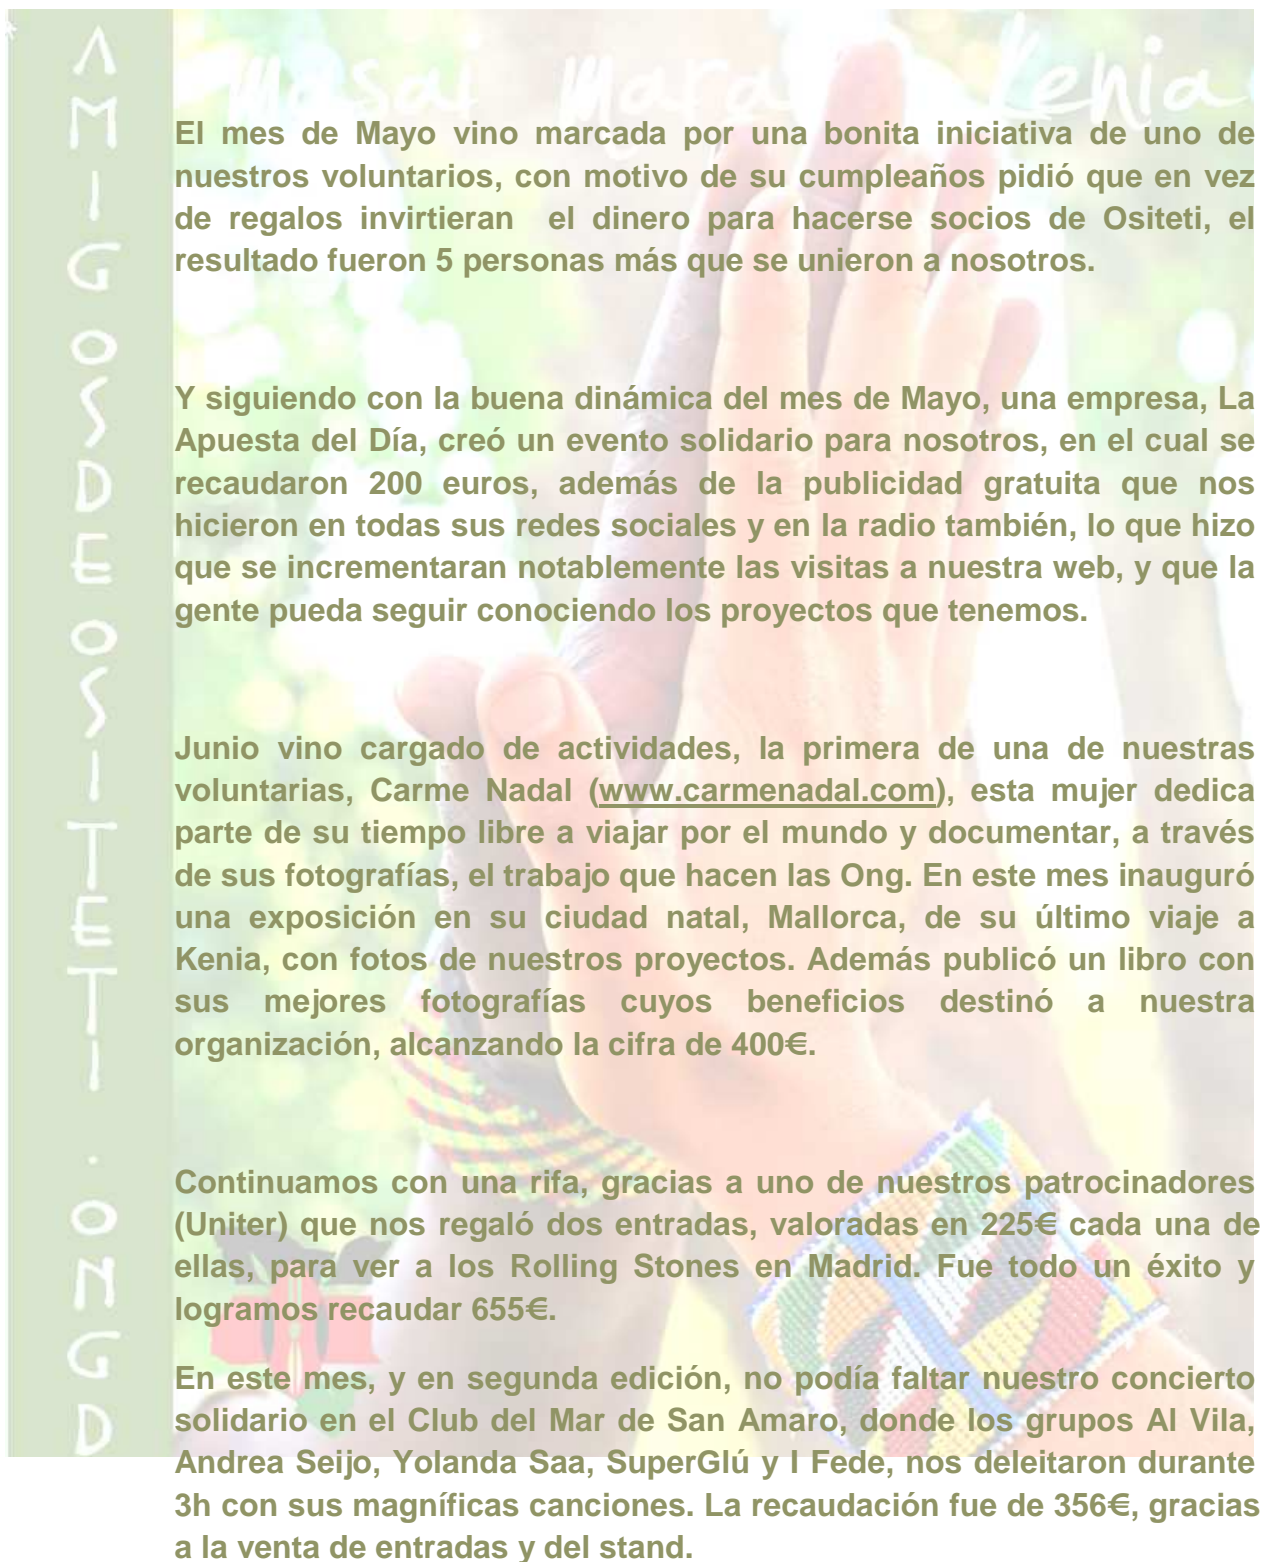 Masai Mara Kenia
AMIGOS DE OSITETI . ONGD
El mes de Mayo vino marcada por una bonita iniciativa de uno de
nuestros voluntarios, con motivo de su cumpleaños pidió que en vez
de regalos invirtieran el dinero para hacerse socios de Ositeti, el
resultado fueron 5 personas más que se unieron a nosotros.
Y siguiendo con la buena dinámica del mes de Mayo, una empresa, La
Apuesta del Día, creó un evento solidario para nosotros, en el cual se
recaudaron 200 euros, además de la publicidad gratuita que nos
hicieron en todas sus redes sociales y en la radio también, lo que hizo
que se incrementaran notablemente las visitas a nuestra web, y que la
gente pueda seguir conociendo los proyectos que tenemos.
Junio vino cargado de actividades, la primera de una de nuestras
voluntarias, Carme Nadal (www.carmenadal.com), esta mujer dedica
parte de su tiempo libre a viajar por el mundo y documentar, a través
de sus fotografías, el trabajo que hacen las Ong. En este mes inauguró
una exposición en su ciudad natal, Mallorca, de su último viaje a
Kenia, con fotos de nuestros proyectos. Además publicó un libro con
sus mejores fotografías cuyos beneficios destinó a nuestra
organización, alcanzando la cifra de 400€.
Continuamos con una rifa, gracias a uno de nuestros patrocinadores
(Uniter) que nos regaló dos entradas, valoradas en 225€ cada una de
ellas, para ver a los Rolling Stones en Madrid. Fue todo un éxito y
logramos recaudar 655€.
En este mes, y en segunda edición, no podía faltar nuestro concierto
solidario en el Club del Mar de San Amaro, donde los grupos Al Vila,
Andrea Seijo, Yolanda Saa, SuperGlú y I Fede, nos deleitaron durante
3h con sus magníficas canciones. La recaudación fue de 356€, gracias
a la venta de entradas y del stand.